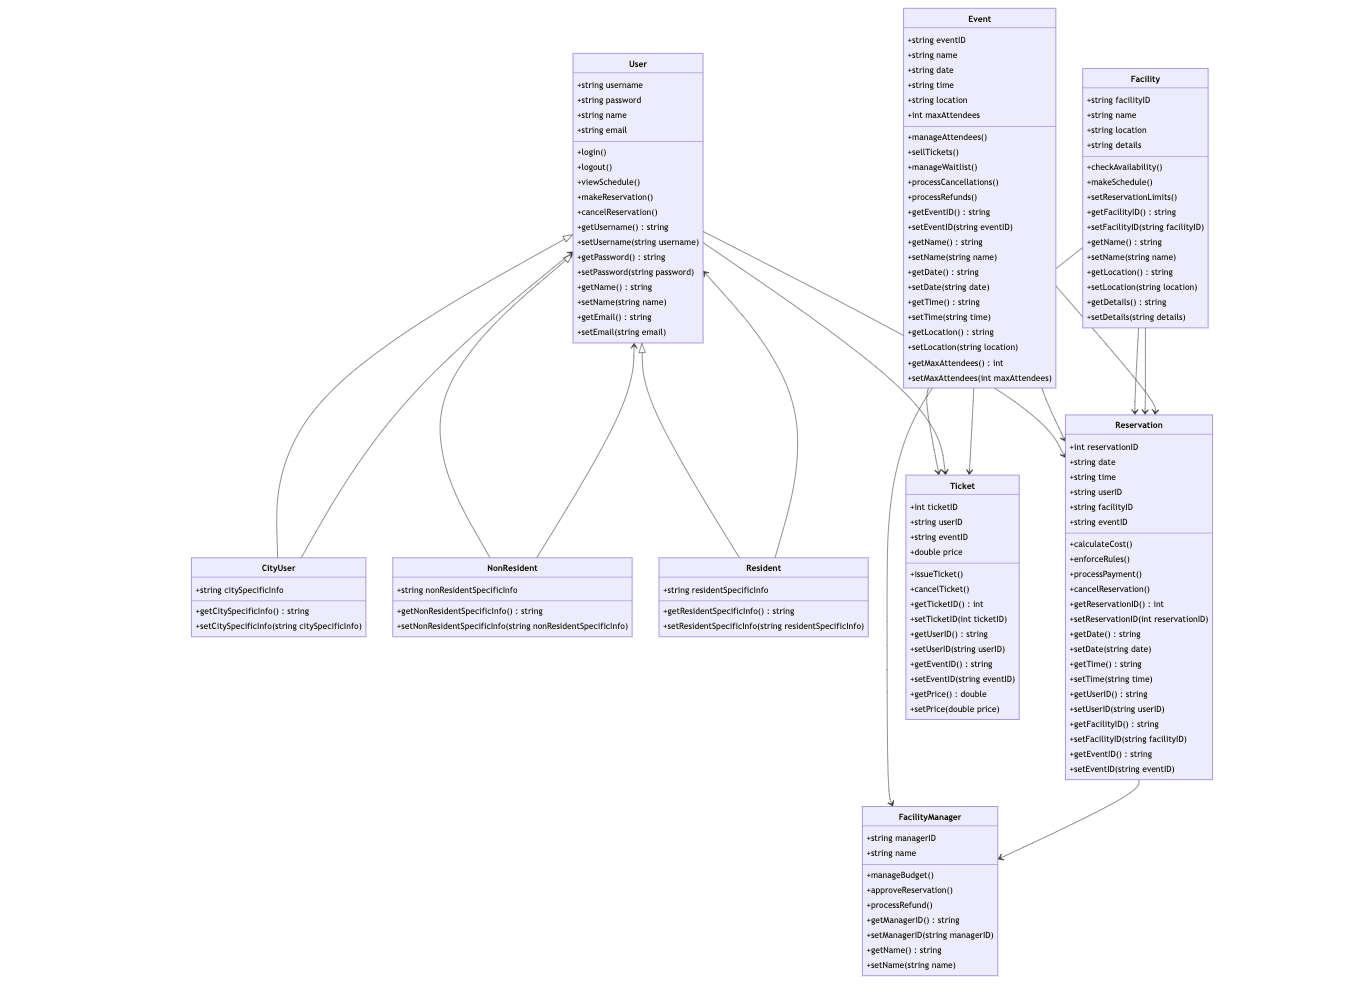 User
+string username
+string password
+string name
+string email
+login()
+logout()
+viewSchedule()
+makeReservation()
+cancelReservation()
+getUsername() : string
+setUsername(string username)
+getPassword() : string
+setPassword(string password)
+getName() : string
+setName(string name)
+getEmail() : string
+setEmail(string email)
Event
+string eventID
+string name
+string date
+string time
+string location
+int maxAttendees
+manageAttendees()
+sellTickets()
+manageWaitlist()
+processCancellations()
+processRefunds()
+getEventID() : string
+setEventID(string eventID)
+getName() : string
+setName(string name)
+getDate() : string
+setDate(string date)
+getTime() : string
+setTime(string time)
+getLocation() : string
+setLocation(string location)
+getMaxAttendees() : int
+setMaxAttendees(int maxAttendees)
Facility
+string facilityID
+string name
+string location
+string details
+checkAvailability()
+makeSchedule()
+setReservationLimits()
+getFacilityID() : string
+setFacilityID(string facilityID)
+getName() : string
+setName(string name)
+getLocation() : string
+setLocation(string location)
+getDetails() : string
+setDetails(string details)
CityUser
+string citySpecificInfo
+getCitySpecificInfo() : string
+setCitySpecificInfo(string citySpecificInfo)
NonResident
+string nonResidentSpecificInfo
+getNonResidentSpecificInfo() : string
+setNonResidentSpecificInfo(string nonResidentSpecificInfo)
Resident
+string residentSpecificInfo
+getResidentSpecificInfo() : string
+setResidentSpecificInfo(string residentSpecificInfo)
Ticket
+int ticketID
+string userID
+string eventID
+double price
+issueTicket()
+cancelTicket()
+getTicketID() : int
+setTicketID(int ticketID)
+getUserID() : string
+setUserID(string userID)
+getEventID() : string
+setEventID(string eventID)
+getPrice() : double
+setPrice(double price)
Reservation
+int reservationID
+string date
+string time
+string userID
+string facilityID
+string eventID
+calculateCost()
+enforceRules()
+processPayment()
+cancelReservation()
+getReservationID() : int
+setReservationID(int reservationID)
+getDate() : string
+setDate(string date)
+getTime() : string
+setTime(string time)
+getUserID() : string
+setUserID(string userID)
+getFacilityID() : string
+setFacilityID(string facilityID)
+getEventID() : string
+setEventID(string eventID)
FacilityManager
+string managerID
+string name
+manageBudget()
+approveReservation()
+processRefund()
+getManagerID() : string
+setManagerID(string managerID)
+getName() : string
+setName(string name)